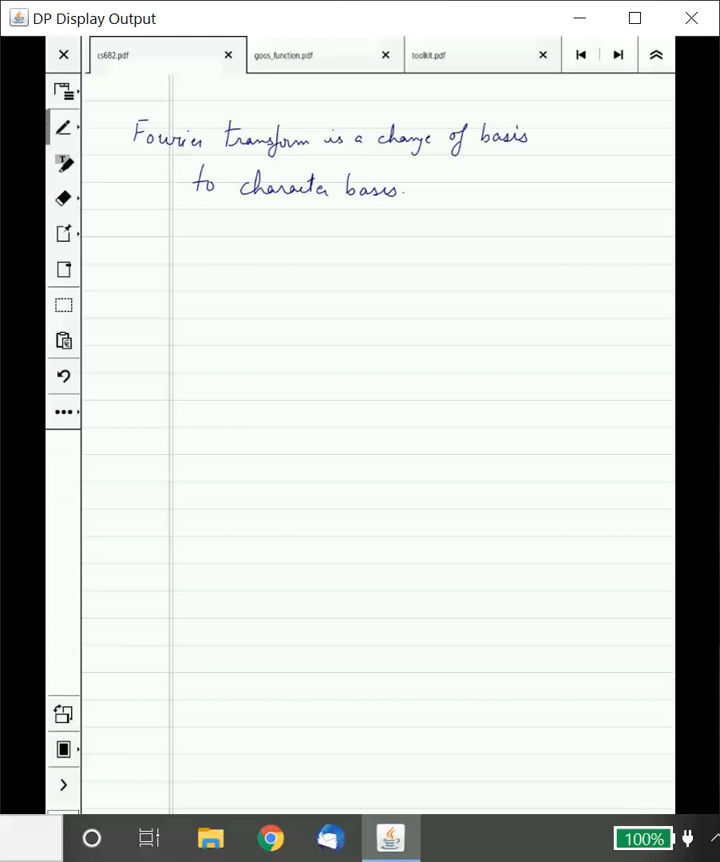 DP Display Output
cs682.pdf
goos_function.pdf
toolkit.pdf
Fourier transform is a change of basis
to character basis.
100%